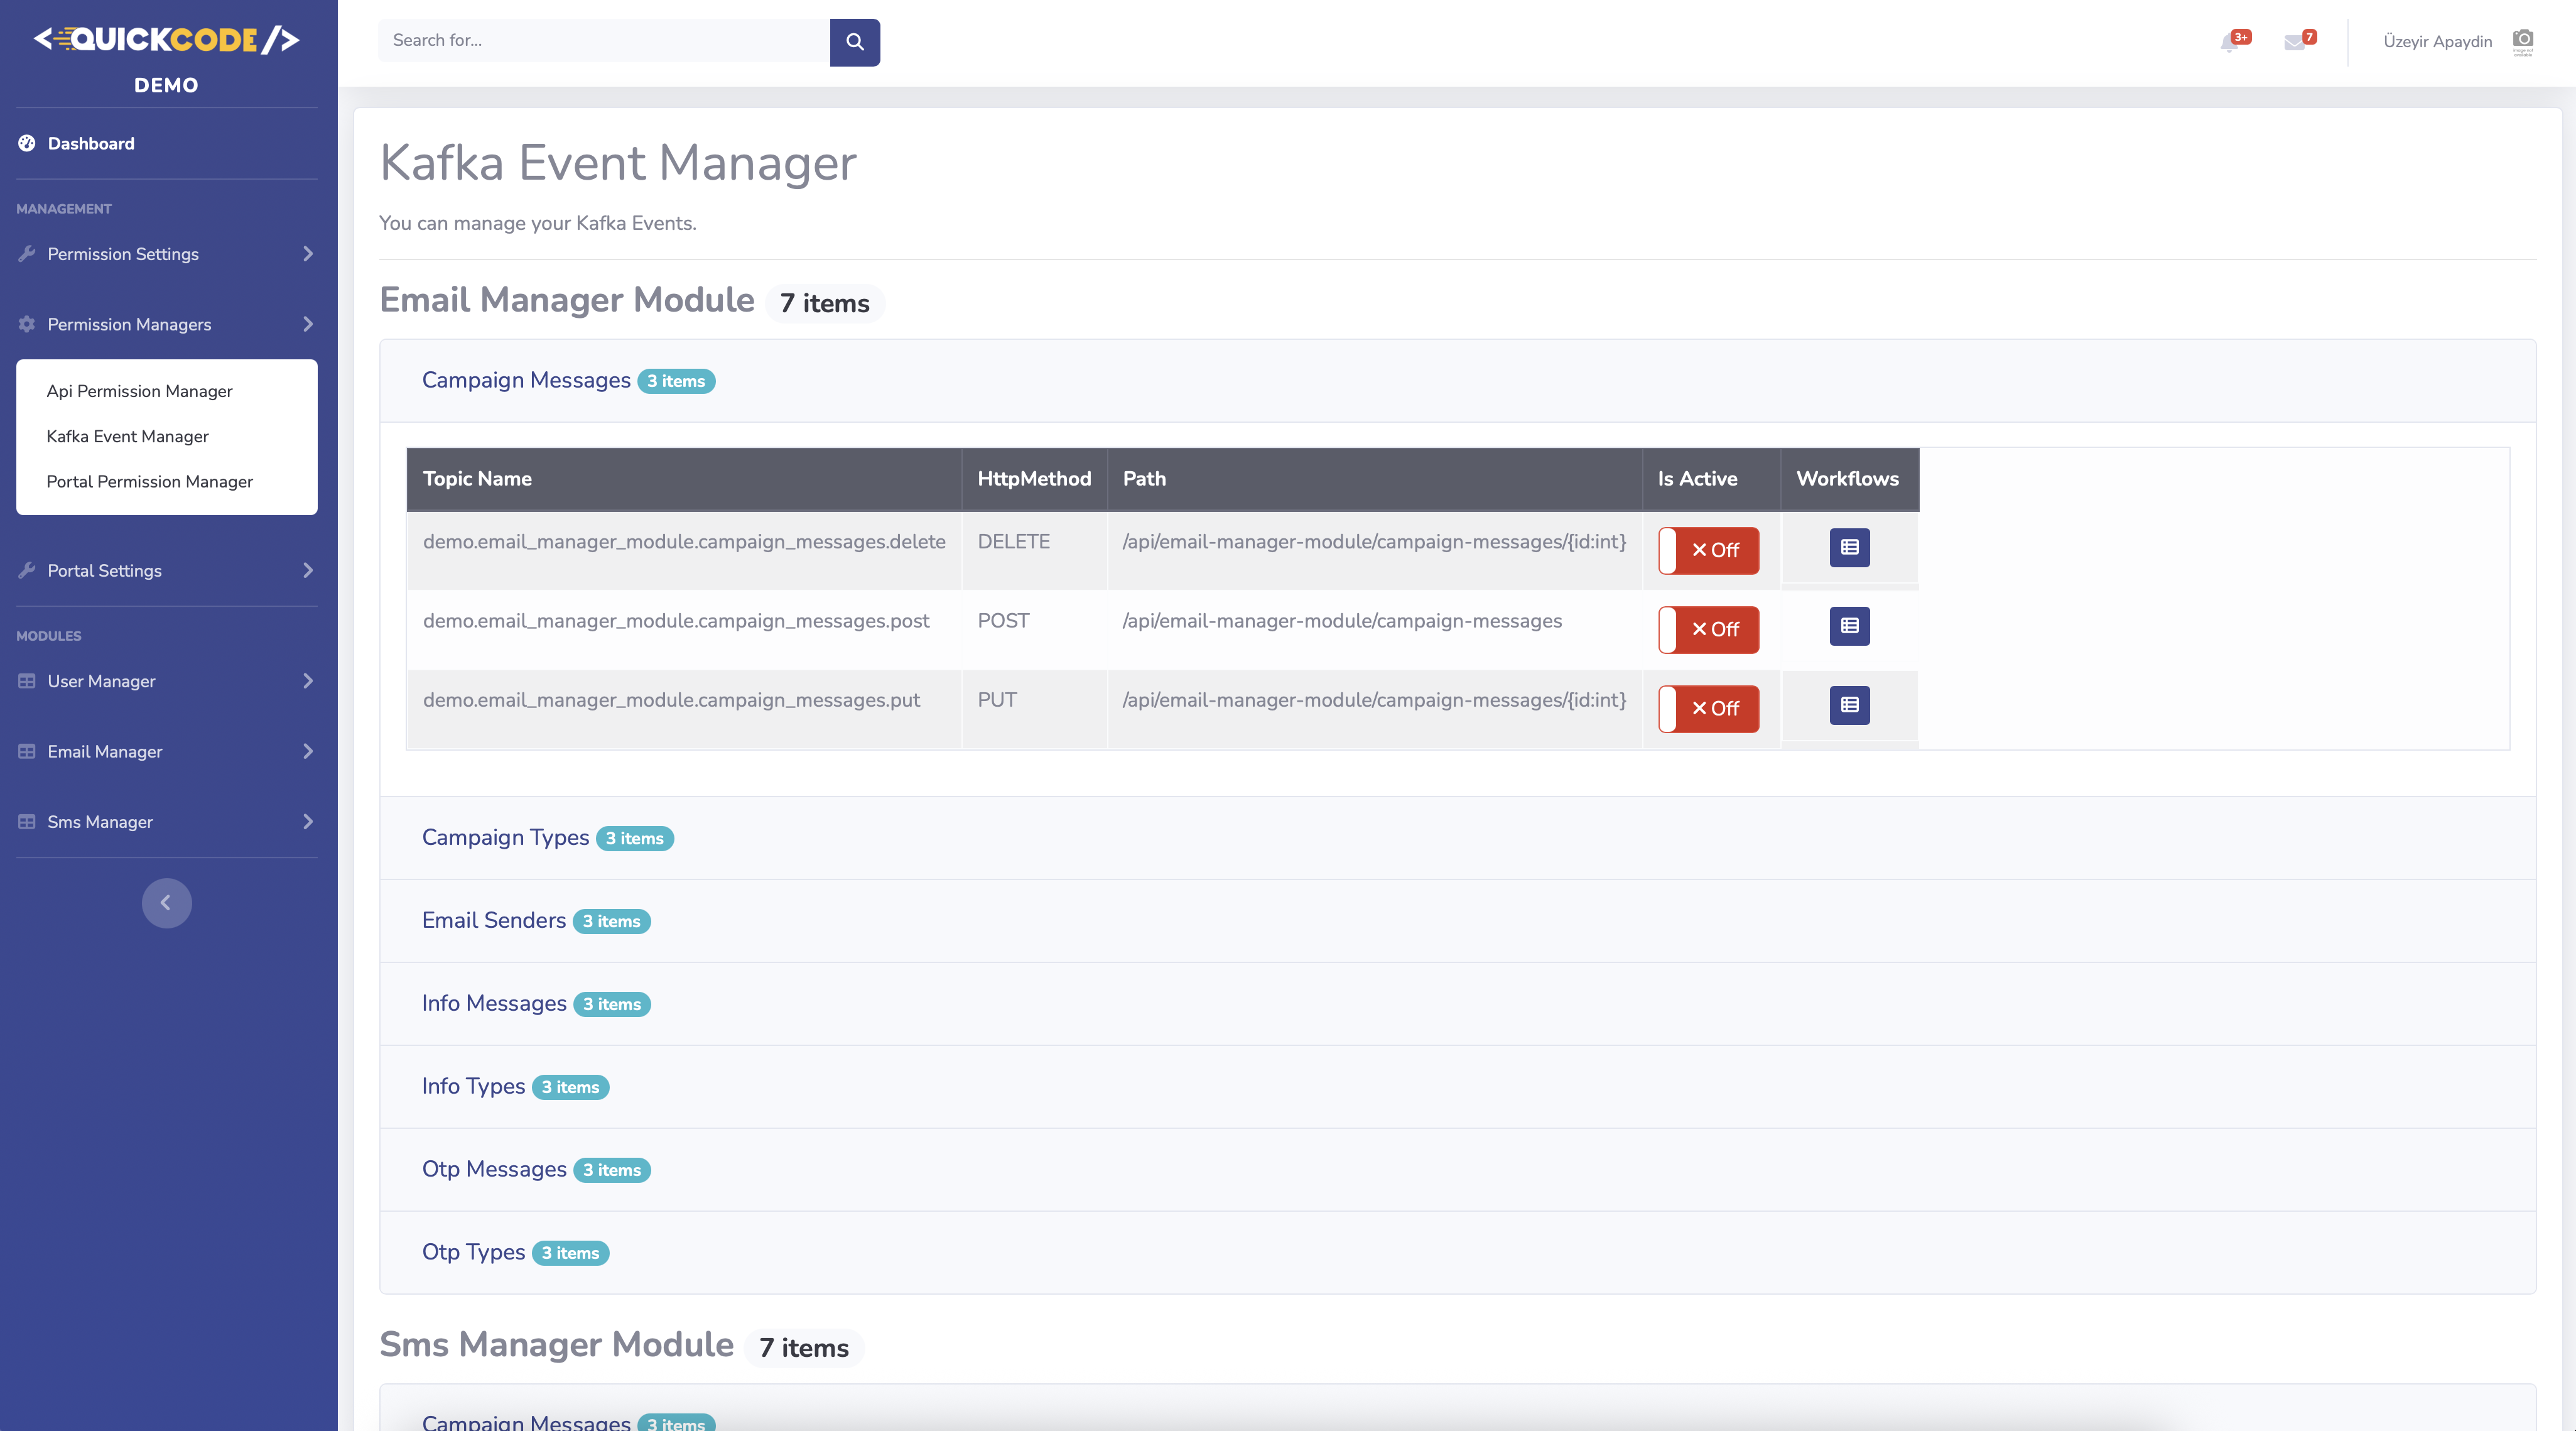 <QUICKCODE/>
DEMO
Dashboard
MANAGEMENT
Permission Settings
Permission Managers
Api Permission Manager
Kafka Event Manager
Portal Permission Manager
Portal Settings
MODULES
User Manager
Email Manager
Sms Manager
Search for...
3+
7
Üzeyir Apaydin
Kafka Event Manager
You can manage your Kafka Events.
Email Manager Module 7 items
Campaign Messages 3 items
Topic Name HttpMethod Path Is Active Workflows
demo.email_manager_module.campaign_messages.delete DELETE /api/email-manager-module/campaign-messages/{id:int} Off
demo.email_manager_module.campaign_messages.post POST /api/email-manager-module/campaign-messages Off
demo.email_manager_module.campaign_messages.put PUT /api/email-manager-module/campaign-messages/{id:int} Off
Campaign Types 3 items
Email Senders 3 items
Info Messages 3 items
Info Types 3 items
Otp Messages 3 items
Otp Types 3 items
Sms Manager Module 7 items
Campaign Messages 3 items